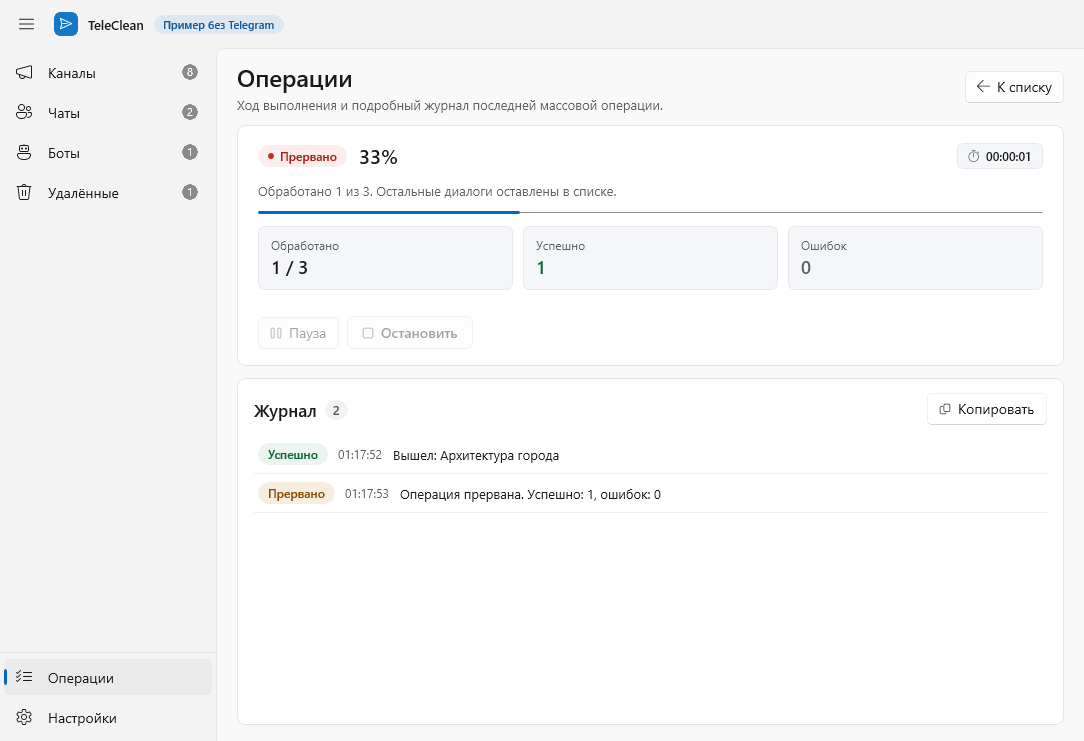 TeleClean Пример без Telegram
Каналы 8
Чаты 2
Боты 1
Удалённые 1
Операции
Настройки
Операции
Ход выполнения и подробный журнал последней массовой операции.
К списку
Прервано 33% 00:00:01
Обработано 1 из 3. Остальные диалоги оставлены в списке.
Обработано
1 / 3
Успешно
1
Ошибок
0
Пауза Остановить
Журнал 2 Копировать
Успешно 01:17:52 Вышел: Архитектура города
Прервано 01:17:53 Операция прервана. Успешно: 1, ошибок: 0